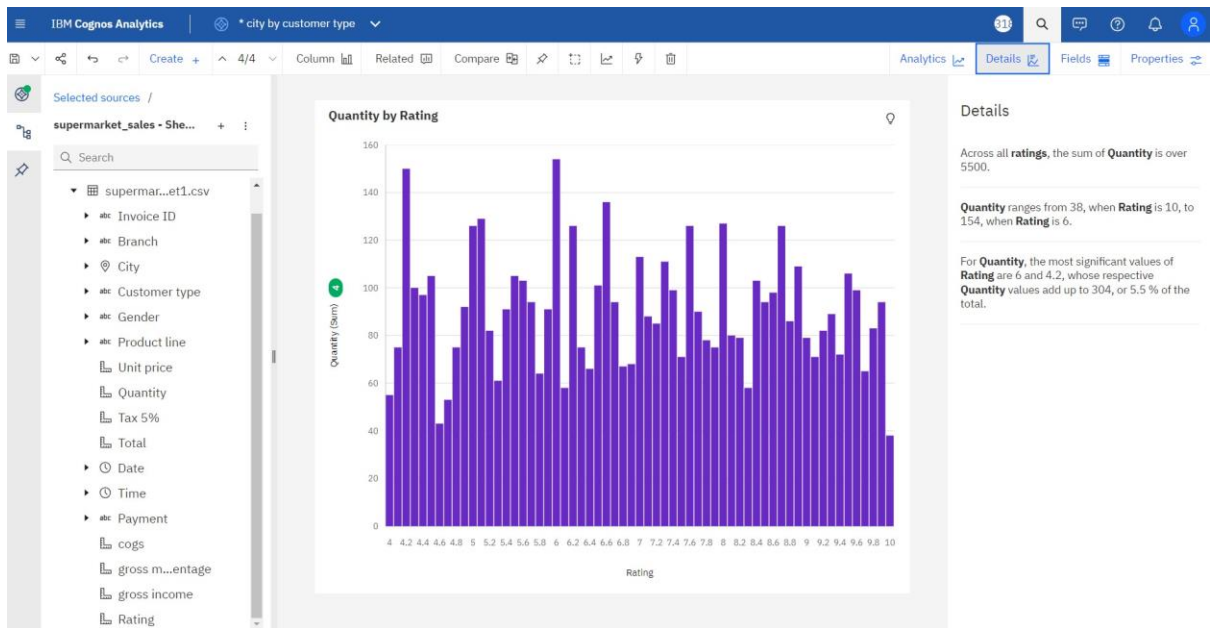 IBM Cognos Analytics
* city by customer type
Create +
4/4
Column
Related
Compare
Analytics
Details
Fields
Properties
Selected sources /
supermarket_sales - She... + ⋮
Search
supermar...et1.csv
abc Invoice ID
abc Branch
City
abc Customer type
abc Gender
abc Product line
Unit price
Quantity
Tax 5%
Total
Date
Time
abc Payment
cogs
gross m...entage
gross income
Rating
Quantity by Rating
160
140
120
100
80
60
40
20
0
Quantity (Sum)
4
4 4.2 4.4 4.6 4.8 5 5.2 5.4 5.6 5.8 6 6.2 6.4 6.6 6.8 7 7.2 7.4 7.6 7.8 8 8.2 8.4 8.6 8.8 9 9.2 9.4 9.6 9.8 10
Rating
Details
Across all ratings, the sum of Quantity is over
5500.
Quantity ranges from 38, when Rating is 10, to
154, when Rating is 6.
For Quantity, the most significant values of
Rating are 6 and 4.2, whose respective
Quantity values add up to 304, or 5.5 % of the
total.